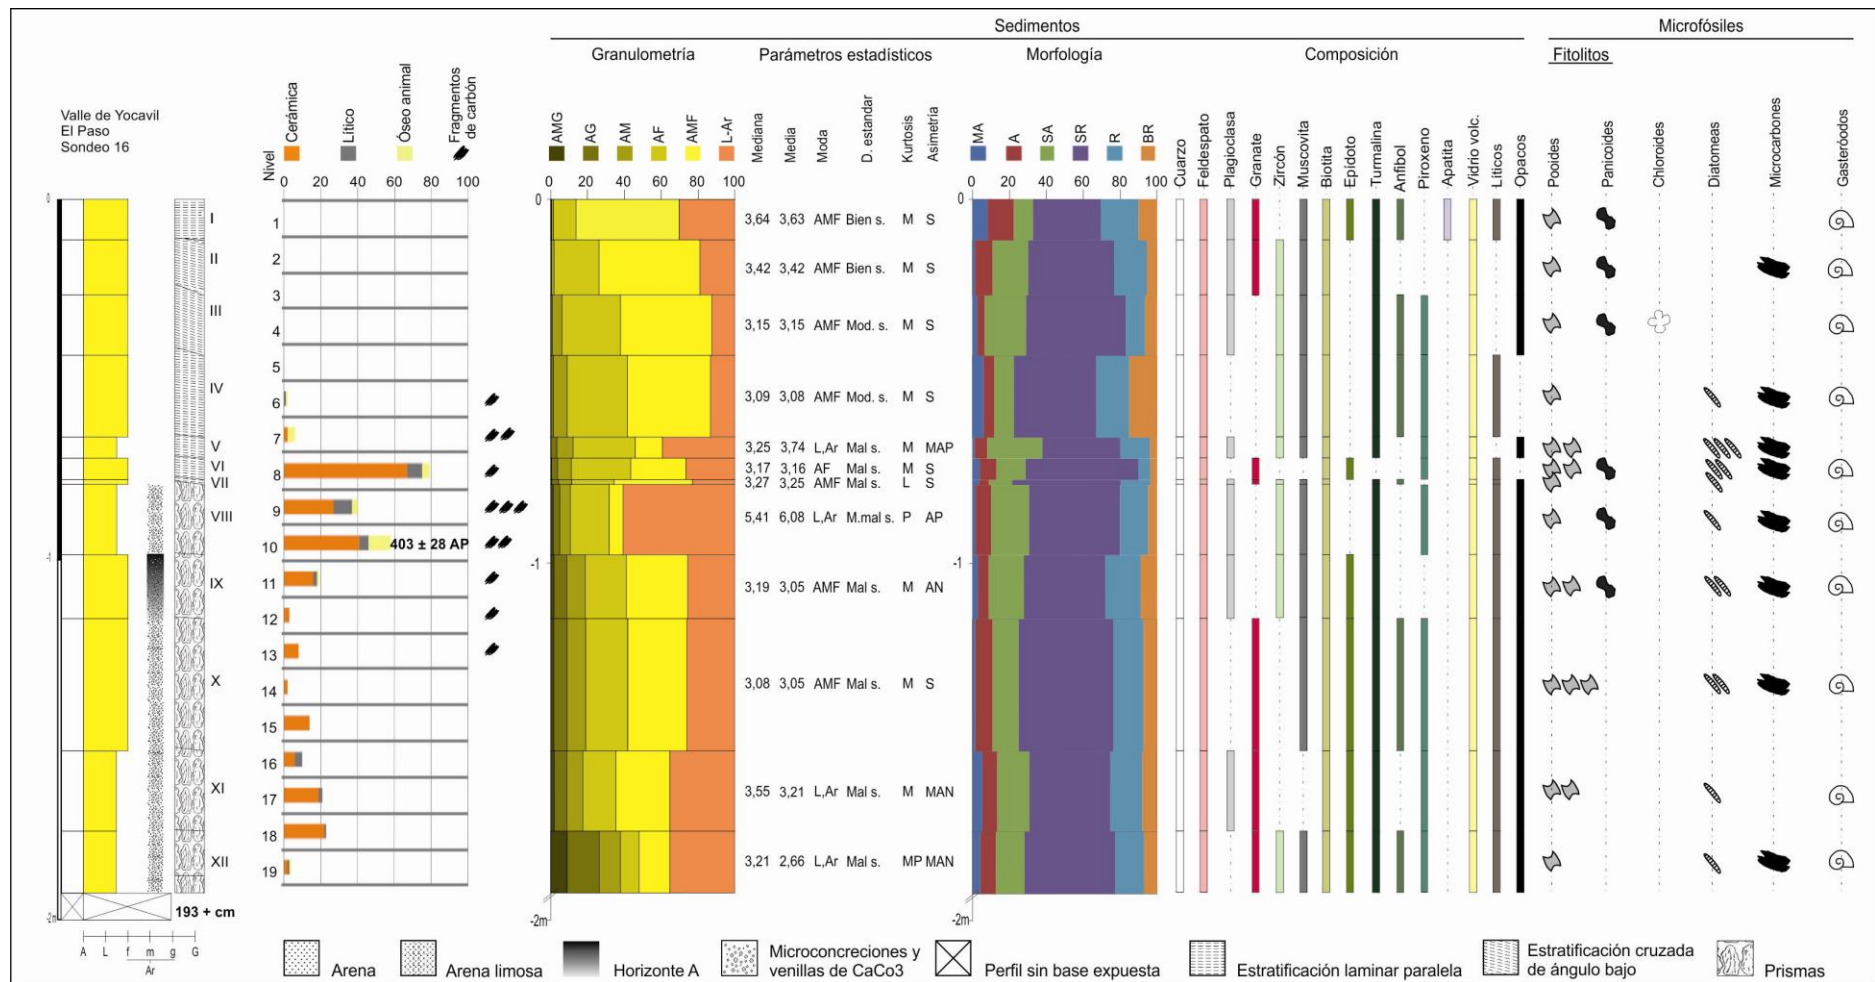 Sedimentos
Microfósiles
Granulometría
Parámetros estadísticos
Morfología
Composición
Fitolitos
Valle de Yocavil
El Paso
Sondeo 16
Nivel
Cerámica
Lítico
Óseo animal
Fragmentos
de carbón
AMG
AG
AM
AF
AMF
L-Ar
Mediana
Media
Moda
D. estandar
Kurtosis
Asimetría
MA
A
SA
SR
R
BR
Cuarzo
Feldespato
Plagioclasa
Granate
Zircón
Muscovita
Biotita
Epídoto
Turmalina
Anfibol
Piroxeno
Apatita
Vidrio volc.
Líticos
Opacos
Pooides
Panicoides
Chloroides
Diatomeas
Microcarbones
Gasteródos
0 20 40 60 80 100
0 20 40 60 80 100
0 20 40 60 80 100
0
0
0
I
1
3,64 3,63 AMF Bien s. M S
II
2
3,42 3,42 AMF Bien s. M S
3
III
4
3,15 3,15 AMF Mod. s. M S
5
IV
6
3,09 3,08 AMF Mod. s. M S
7
V
3,25 3,74 L,Ar Mal s. M MAP
VI
8
3,17 3,16 AF Mal s. M S
VII
3,27 3,25 AMF Mal s. L S
9
VIII
5,41 6,08 L,Ar M.mal s. P AP
10
403 ± 28 AP
-1
-1
-1
11
IX
3,19 3,05 AMF Mal s. M AN
12
13
X
14
3,08 3,05 AMF Mal s. M S
15
16
XI
17
3,55 3,21 L,Ar Mal s. M MAN
18
XII
19
3,21 2,66 L,Ar Mal s. MP MAN
193 + cm
-2m
-2m
-2m
A L f m g G
Ar
Arena
Arena limosa
Horizonte A
Microconcreciones y
venillas de CaCo3
Perfil sin base expuesta
Estratificación laminar paralela
Estratificación cruzada
de ángulo bajo
Prismas